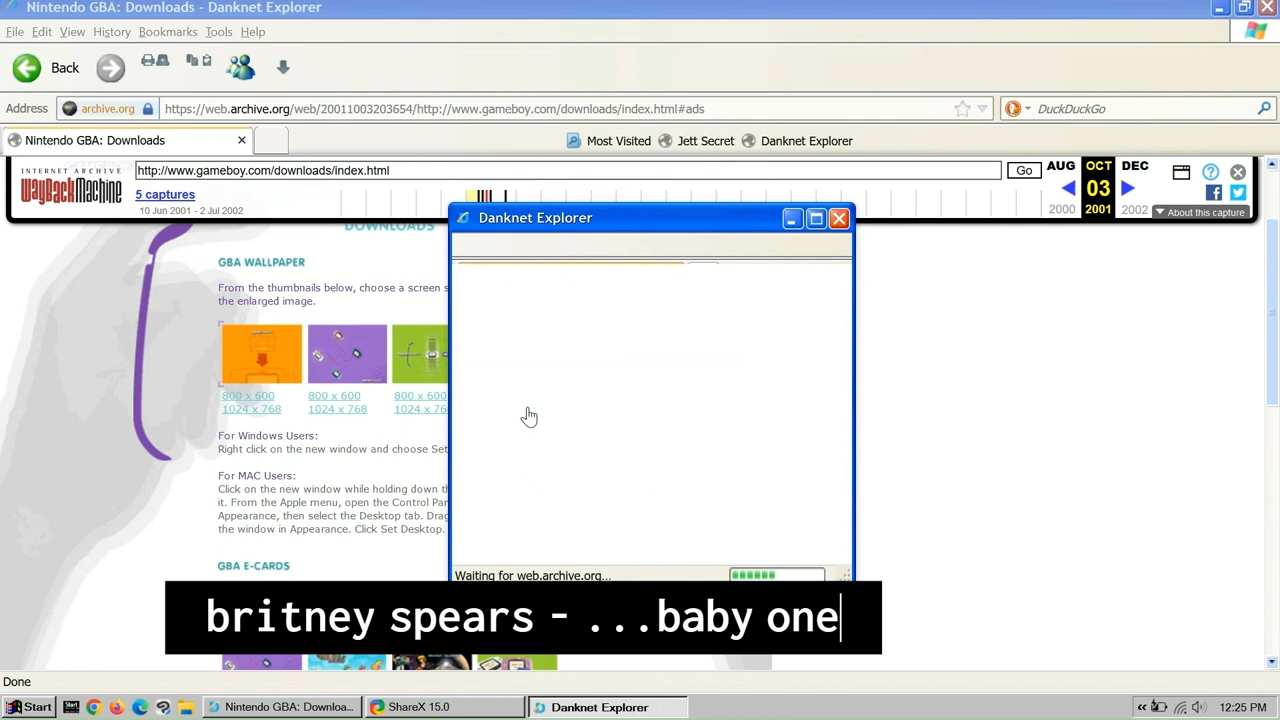 Nintendo GBA: Downloads - Danknet Explorer
File Edit View History Bookmarks Tools Help
Back
Address archive.org https://web.archive.org/web/20011003203654/http://www.gameboy.com/downloads/index.html#ads DuckDuckGo
Nintendo GBA: Downloads Most Visited Jett Secret Danknet Explorer
INTERNET ARCHIVE
WayBackMachine
http://www.gameboy.com/downloads/index.html Go
5 captures
10 Jun 2001 - 2 Jul 2002
AUG OCT DEC
03
2000 2001 2002
About this capture
DOWNLOADS
GBA WALLPAPER
From the thumbnails below, choose a screen s
the enlarged image.
800 x 600 800 x 600 800 x 600
1024 x 768 1024 x 768 1024 x 76
For Windows Users:
Right click on the new window and choose Set
For MAC Users:
Click on the new window while holding down th
it. From the Apple menu, open the Control Par
Appearance, then select the Desktop tab. Drag
the window in Appearance. Click Set Desktop.
GBA E-CARDS
Danknet Explorer
Waiting for web.archive.org...
britney spears - ...baby one
Done
Start Start Nintendo GBA: Downloa... ShareX 15.0 Danknet Explorer 12:25 PM